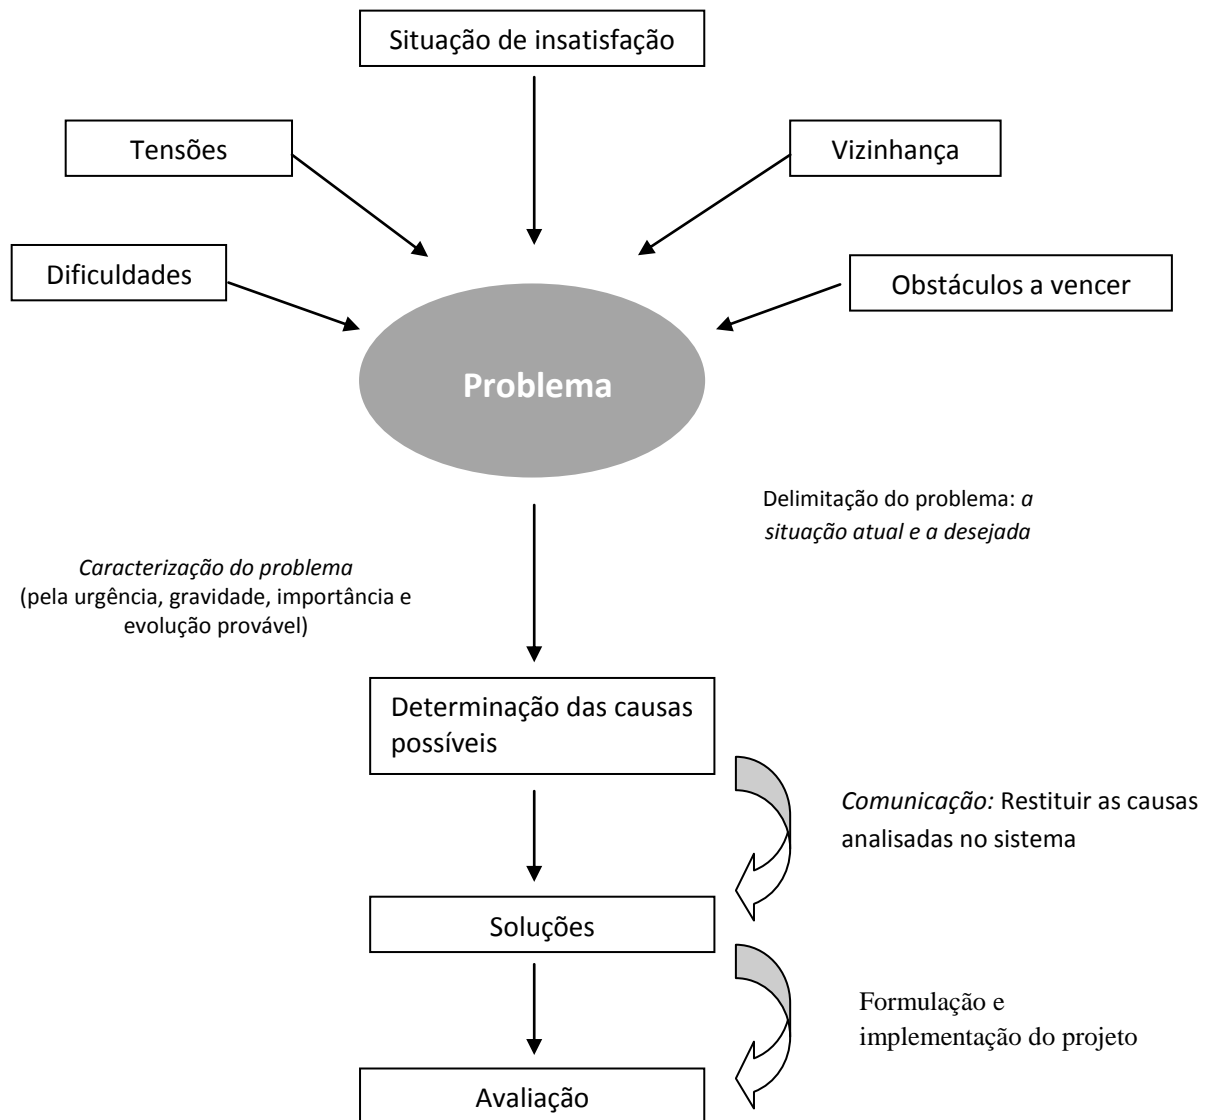 Situação de insatisfação
Tensões
Vizinhança
Dificuldades
Obstáculos a vencer
Problema
Delimitação do problema: a
situação atual e a desejada
Caracterização do problema
(pela urgência, gravidade, importância e
evolução provável)
Determinação das causas
possíveis
Comunicação: Restituir as causas
analisadas no sistema
Soluções
Formulação e
implementação do projeto
Avaliação